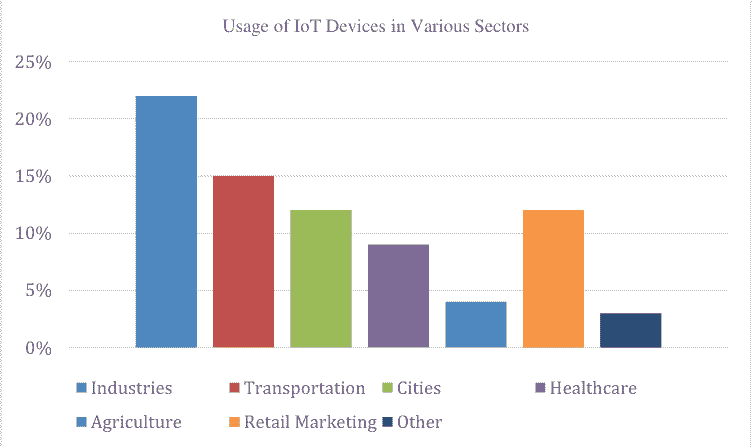 Usage of IoT Devices in Various Sectors
25%
20%
15%
10%
5%
0%
Industries Transportation Cities Healthcare
Agriculture Retail Marketing Other